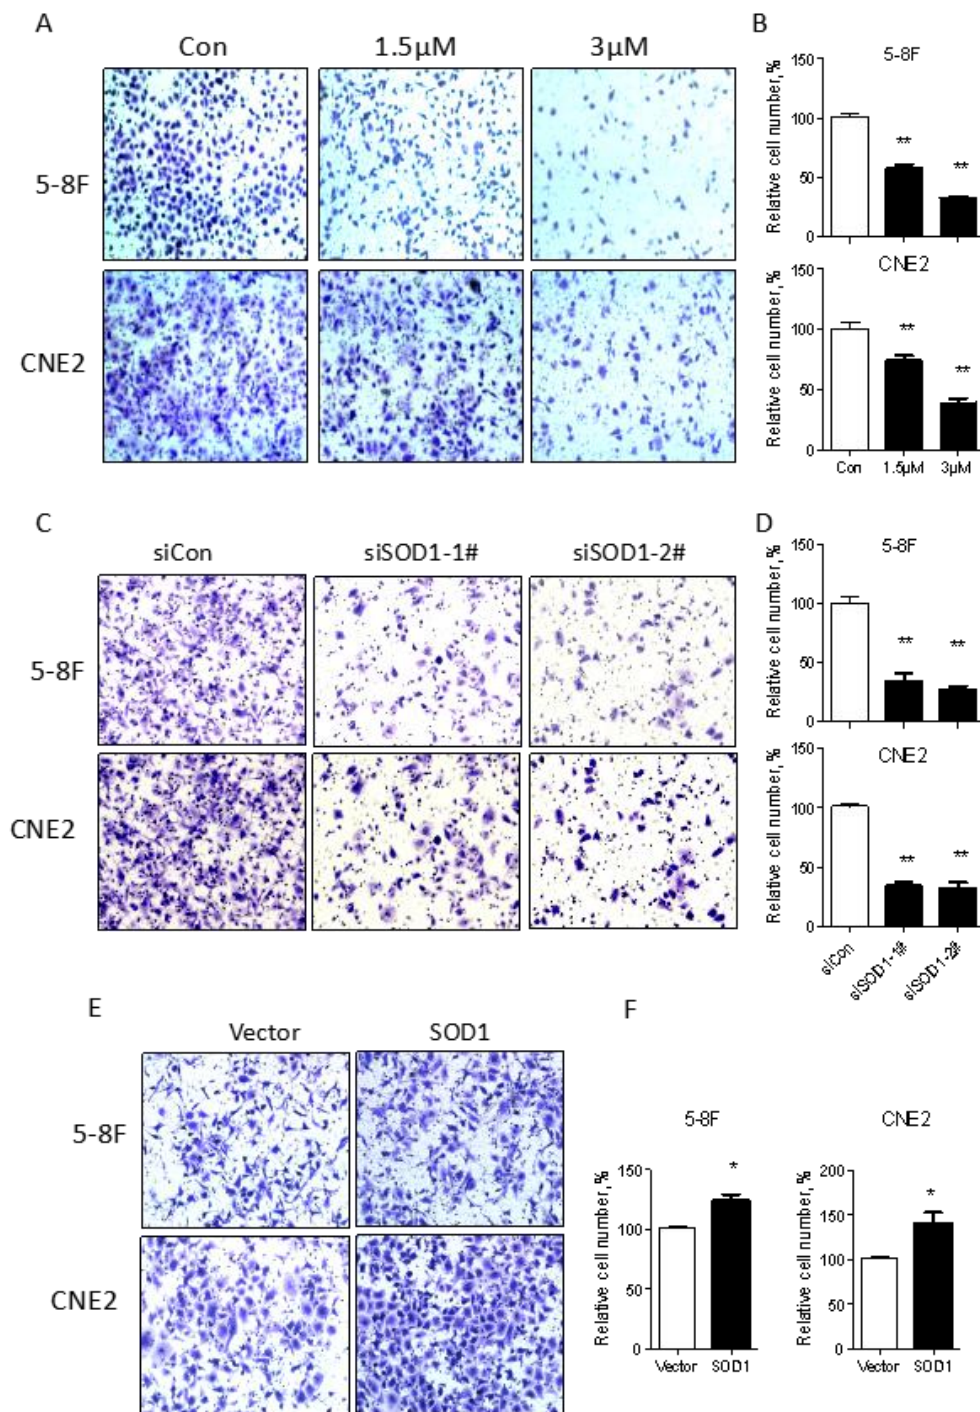 A
Con 1.5µM 3µM
5-8F
CNE2
B
5-8F
Relative cell number,%
150
100
50
0
**
**
CNE2
Relative cell number,%
150
100
50
0
**
**
Con 1.5µM 3µM
C
siCon siSOD1-1# siSOD1-2#
5-8F
CNE2
D
5-8F
Relative cell number,%
150
100
50
0
**
**
CNE2
Relative cell number,%
150
100
50
0
**
**
siCon siSOD1-1# siSOD1-2#
E
Vector SOD1
5-8F
CNE2
F
5-8F
Relative cell number,%
150
100
50
0
*
Vector SOD1
CNE2
Relative cell number,%
200
150
100
50
0
*
Vector SOD1